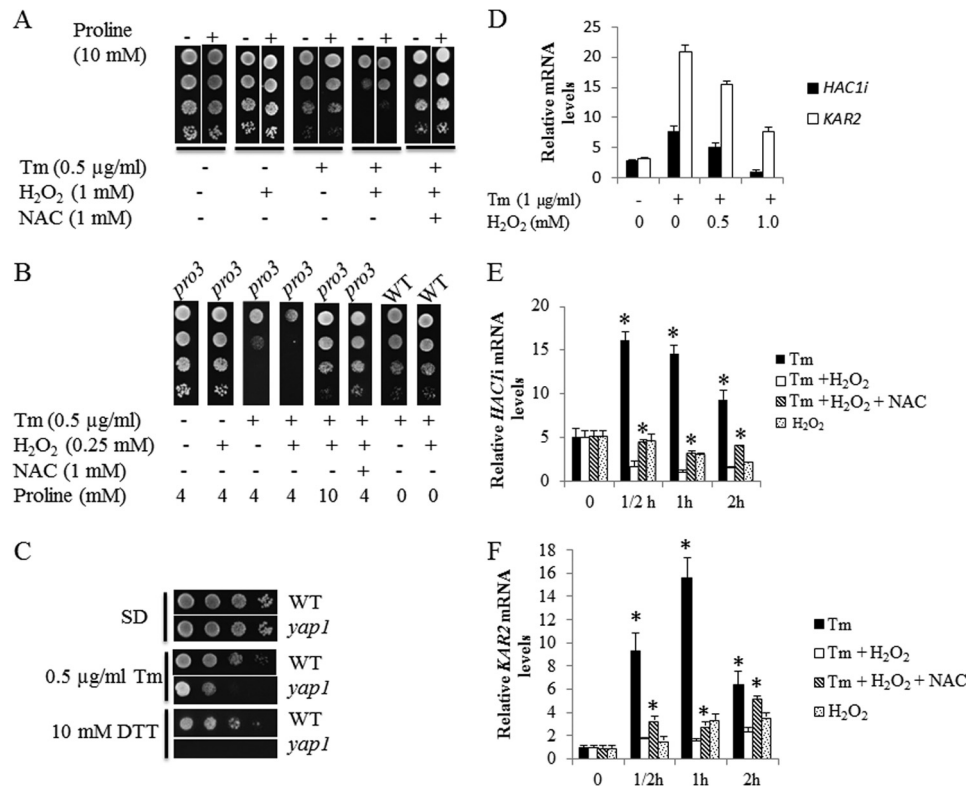 A
Proline (10 mM)
- + - + - + - + - +
Tm (0.5 µg/ml) - - + + +
H₂O₂ (1 mM) - + - + +
NAC (1 mM) - - - - +
B
pro3 pro3 pro3 pro3 pro3 pro3 WT WT
Tm (0.5 µg/ml) - - + + + + + +
H₂O₂ (0.25 mM) - + - + + + - +
NAC (1 mM) - - - - - + - -
Proline (mM) 4 4 4 4 10 4 0 0
C
SD
WT
yap1
0.5 µg/ml Tm
WT
yap1
10 mM DTT
WT
yap1
D
Relative mRNA levels
25
20
15
10
5
0
HAC1i
KAR2
Tm (1 µg/ml) - + + +
H₂O₂ (mM) 0 0 0.5 1.0
E
Relative HAC1i mRNA levels
20
15
10
5
0
* * * * * *
0 1/2 h 1h 2h
Tm
Tm +H₂O₂
Tm +H₂O₂ + NAC
H₂O₂
F
Relative KAR2 mRNA levels
18
16
14
12
10
8
6
4
2
0
* * * * * *
0 1/2h 1h 2h
Tm
Tm + H₂O₂
Tm + H₂O₂ + NAC
H₂O₂